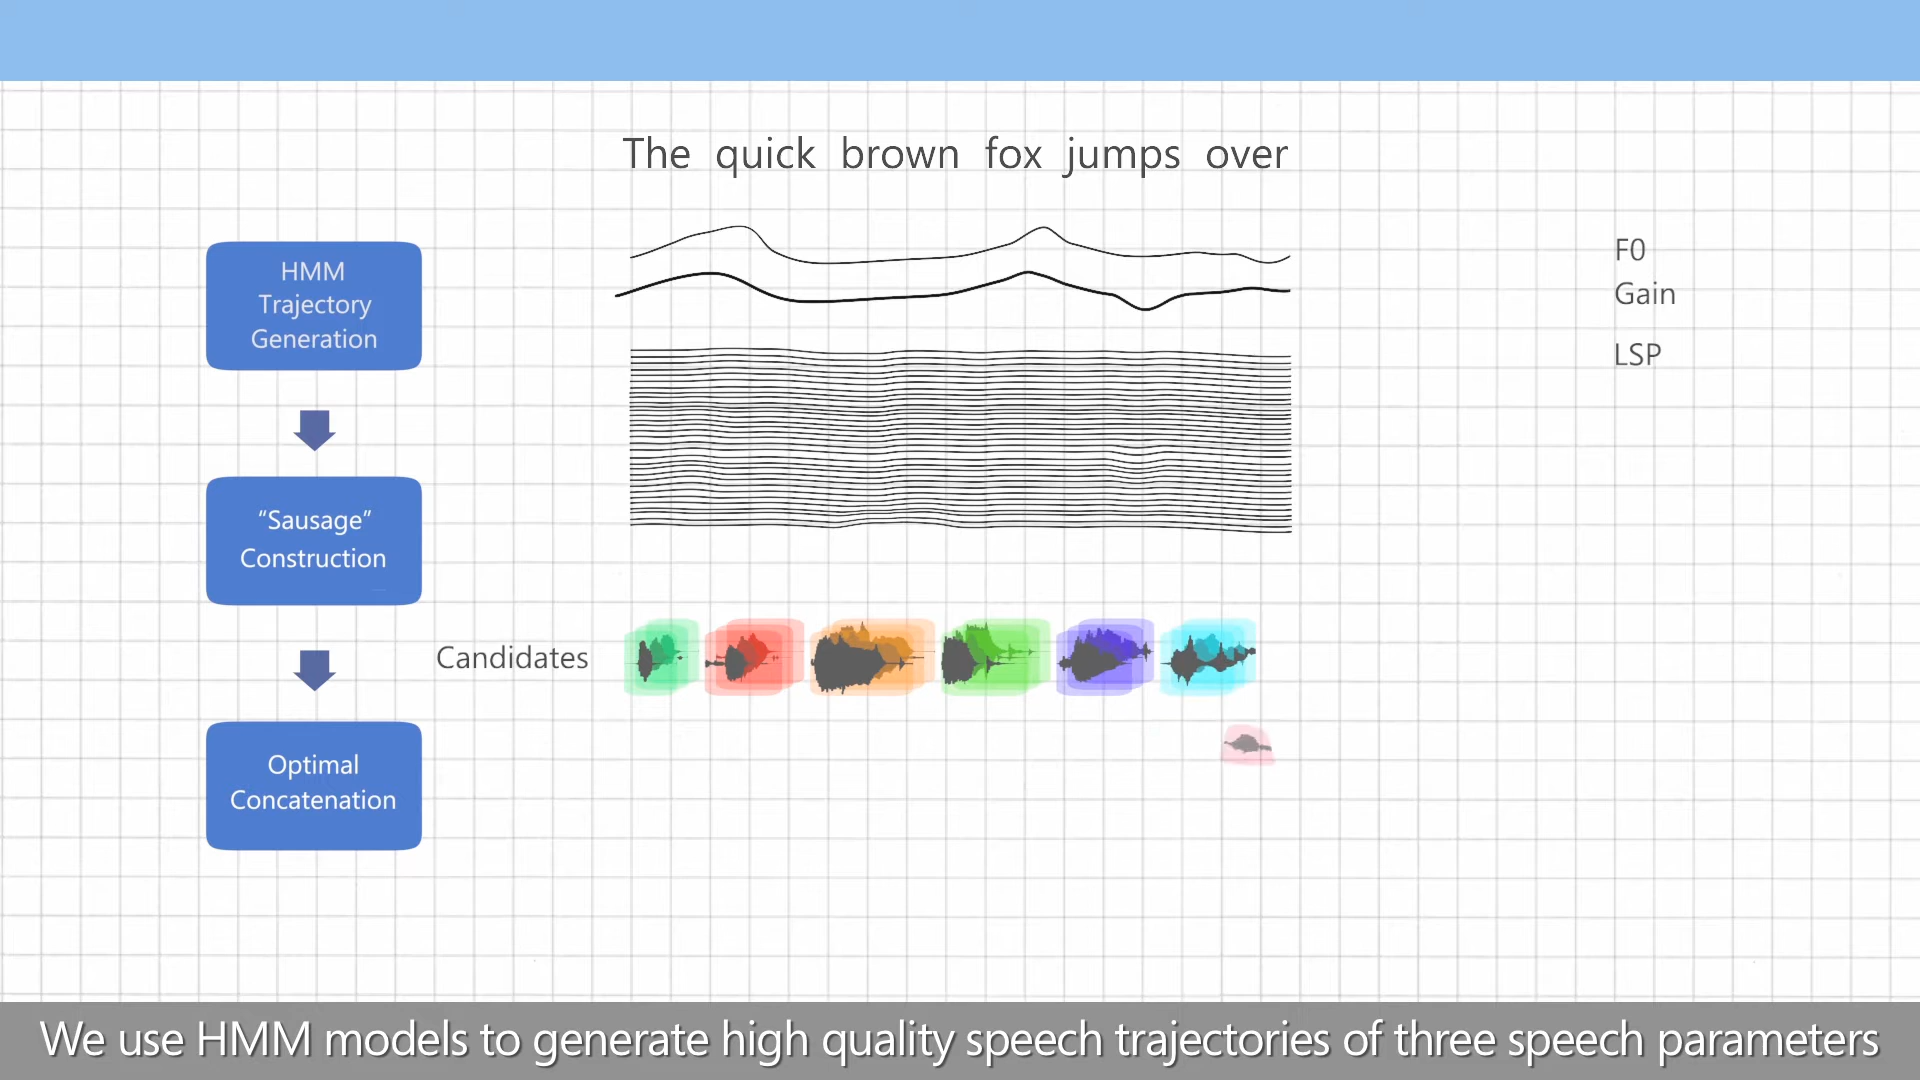 The quick brown fox jumps over
HMM
Trajectory
Generation
F0
Gain
LSP
“Sausage”
Construction
Candidates
Optimal
Concatenation
We use HMM models to generate high quality speech trajectories of three speech parameters